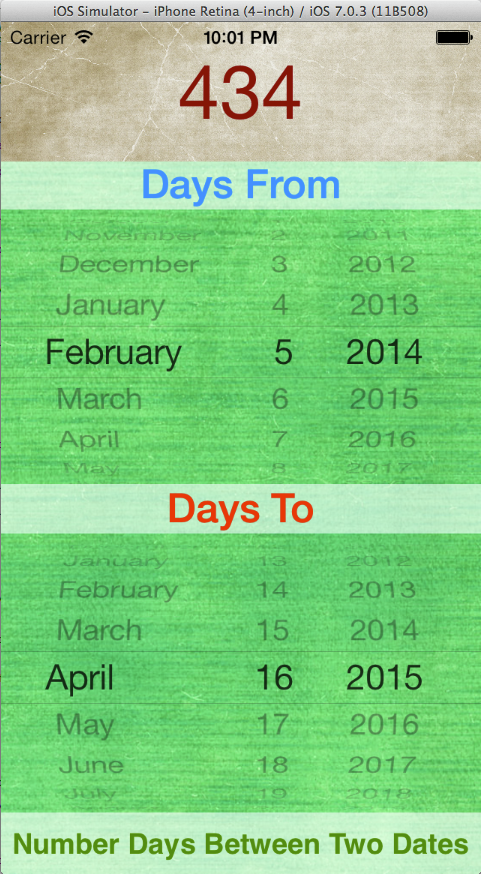 iOS Simulator – iPhone Retina (4-inch) / iOS 7.0.3 (11B508)
Carrier 10:01 PM
434
Days From
November 2 2011
December 3 2012
January 4 2013
February 5 2014
March 6 2015
April 7 2016
May 8 2017
Days To
January 13 2012
February 14 2013
March 15 2014
April 16 2015
May 17 2016
June 18 2017
July 19 2018
Number Days Between Two Dates